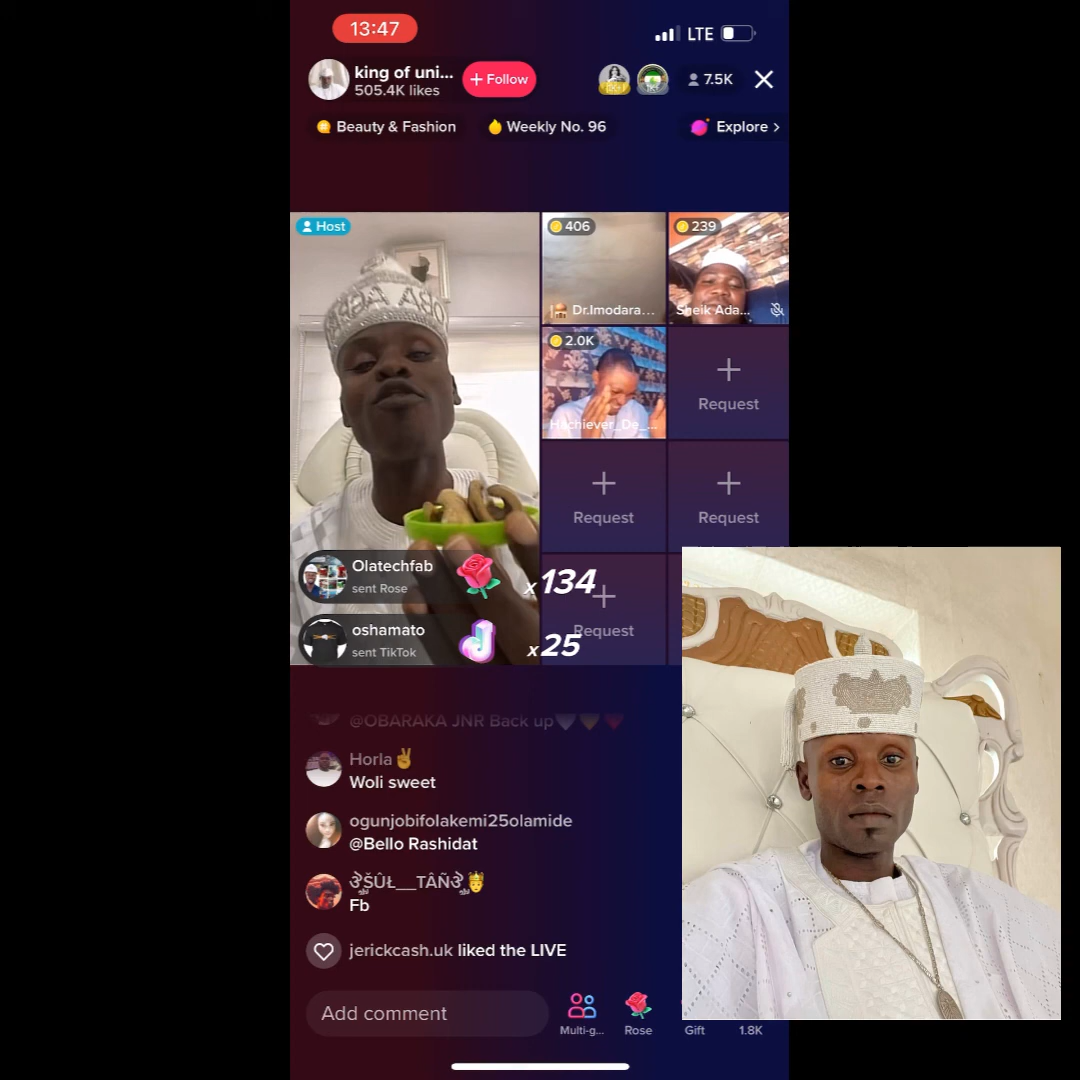 13:47
LTE
king of uni...
505.4K likes
+ Follow
7.5K
Beauty & Fashion
Weekly No. 96
Explore >
Host
406
239
Dr.Imodara...
Sheik Ada...
2.0K
Request
Request
Request
Request
Olatechfab
sent Rose
x134
oshamato
sent TikTok
x25
@OBARAKA JNR Back up
Horla✌️
Woli sweet
ogunjobifolakemi25olamide
@Bello Rashidat
Fb
jerickcash.uk liked the LIVE
Add comment
Multi-g...
Rose
Gift
1.8K